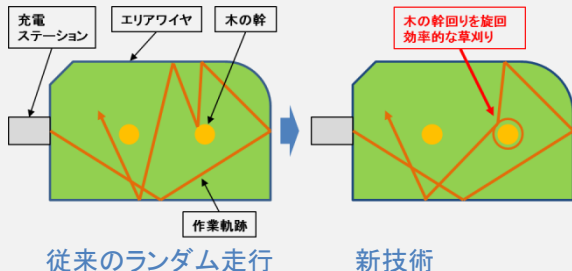 充電
ステーション
エリアワイヤ
木の幹
木の幹回りを旋回
効率的な草刈り
作業軌跡
従来のランダム走行
新技術